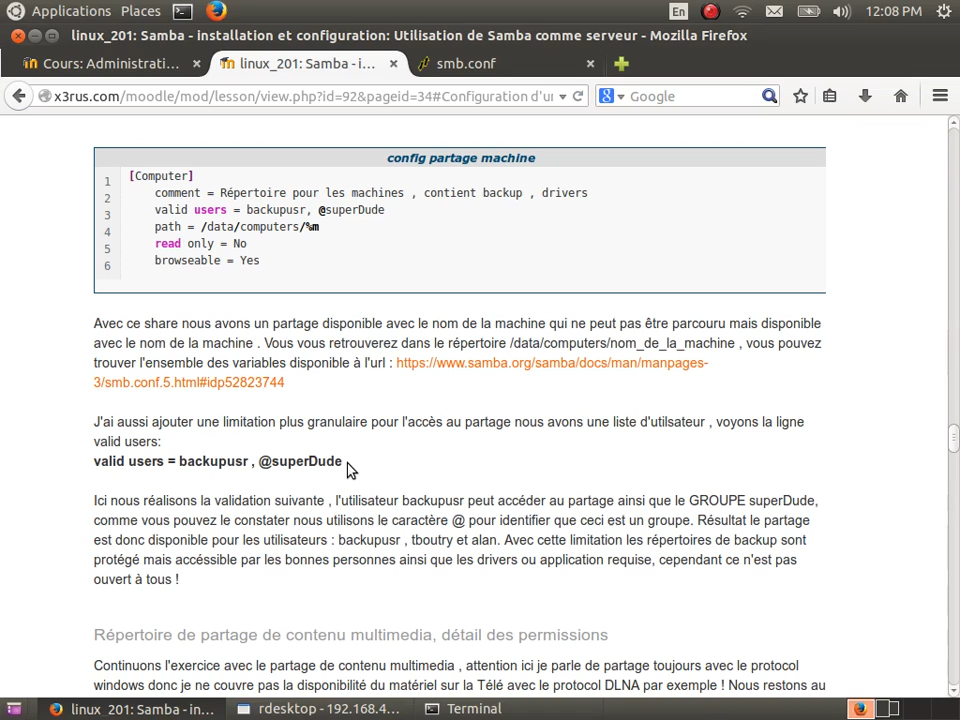 Applications Places En 12:08 PM
linux_201: Samba - installation et configuration: Utilisation de Samba comme serveur - Mozilla Firefox
Cours: Administrati... linux_201: Samba - i... smb.conf
x3rus.com/moodle/mod/lesson/view.php?id=92&pageid=34#Configuration d'u Google
config partage machine
1 [Computer]
2 comment = Répertoire pour les machines , contient backup , drivers
3 valid users = backupusr, @superDude
4 path = /data/computers/%m
5 read only = No
6 browseable = Yes
Avec ce share nous avons un partage disponible avec le nom de la machine qui ne peut pas être parcouru mais disponible
avec le nom de la machine . Vous vous retrouverez dans le répertoire /data/computers/nom_de_la_machine , vous pouvez
trouver l'ensemble des variables disponible à l'url : https://www.samba.org/samba/docs/man/manpages-
3/smb.conf.5.html#idp52823744
J'ai aussi ajouter une limitation plus granulaire pour l'accès au partage nous avons une liste d'utilsateur , voyons la ligne
valid users:
valid users = backupusr , @superDude
Ici nous réalisons la validation suivante , l'utilisateur backupusr peut accéder au partage ainsi que le GROUPE superDude,
comme vous pouvez le constater nous utilisons le caractère @ pour identifier que ceci est un groupe. Résultat le partage
est donc disponible pour les utilisateurs : backupusr , tboutry et alan. Avec cette limitation les répertoires de backup sont
protégé mais accéssible par les bonnes personnes ainsi que les drivers ou application requise, cependant ce n'est pas
ouvert à tous !
Répertoire de partage de contenu multimedia, détail des permissions
Continuons l'exercice avec le partage de contenu multimedia , attention ici je parle de partage toujours avec le protocol
windows donc je ne couvre pas la disponibilité du matériel sur la Télé avec le protocol DLNA par exemple ! Nous restons au
linux_201: Samba - in... rdesktop - 192.168.4... Terminal